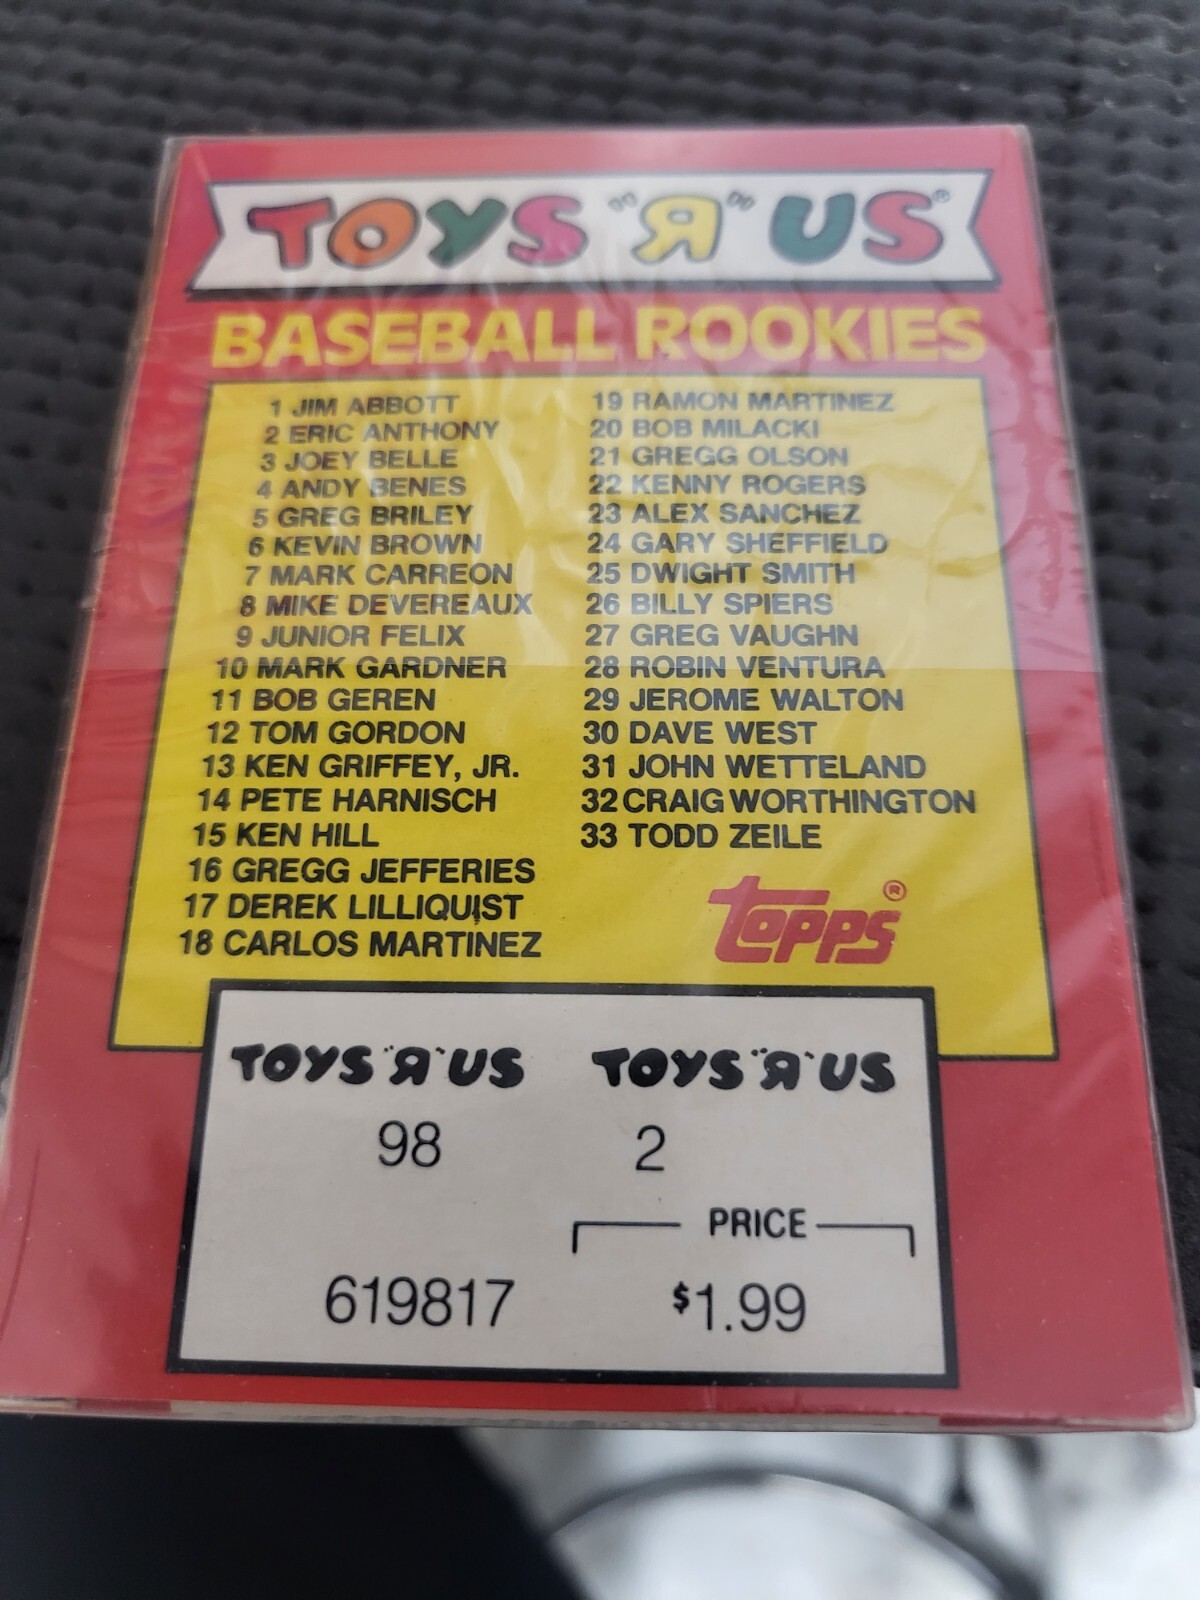 TOYS "R" US®
BASEBALL ROOKIES
1 JIM ABBOTT
2 ERIC ANTHONY
3 JOEY BELLE
4 ANDY BENES
5 GREG BRILEY
6 KEVIN BROWN
7 MARK CARREON
8 MIKE DEVEREAUX
9 JUNIOR FELIX
10 MARK GARDNER
11 BOB GEREN
12 TOM GORDON
13 KEN GRIFFEY, JR.
14 PETE HARNISCH
15 KEN HILL
16 GREGG JEFFERIES
17 DEREK LILLIQUIST
18 CARLOS MARTINEZ
19 RAMON MARTINEZ
20 BOB MILACKI
21 GREGG OLSON
22 KENNY ROGERS
23 ALEX SANCHEZ
24 GARY SHEFFIELD
25 DWIGHT SMITH
26 BILLY SPIERS
27 GREG VAUGHN
28 ROBIN VENTURA
29 JEROME WALTON
30 DAVE WEST
31 JOHN WETTELAND
32 CRAIG WORTHINGTON
33 TODD ZEILE
Topps®
TOYS "R" US TOYS "R" US
98 2
PRICE
619817 $1.99